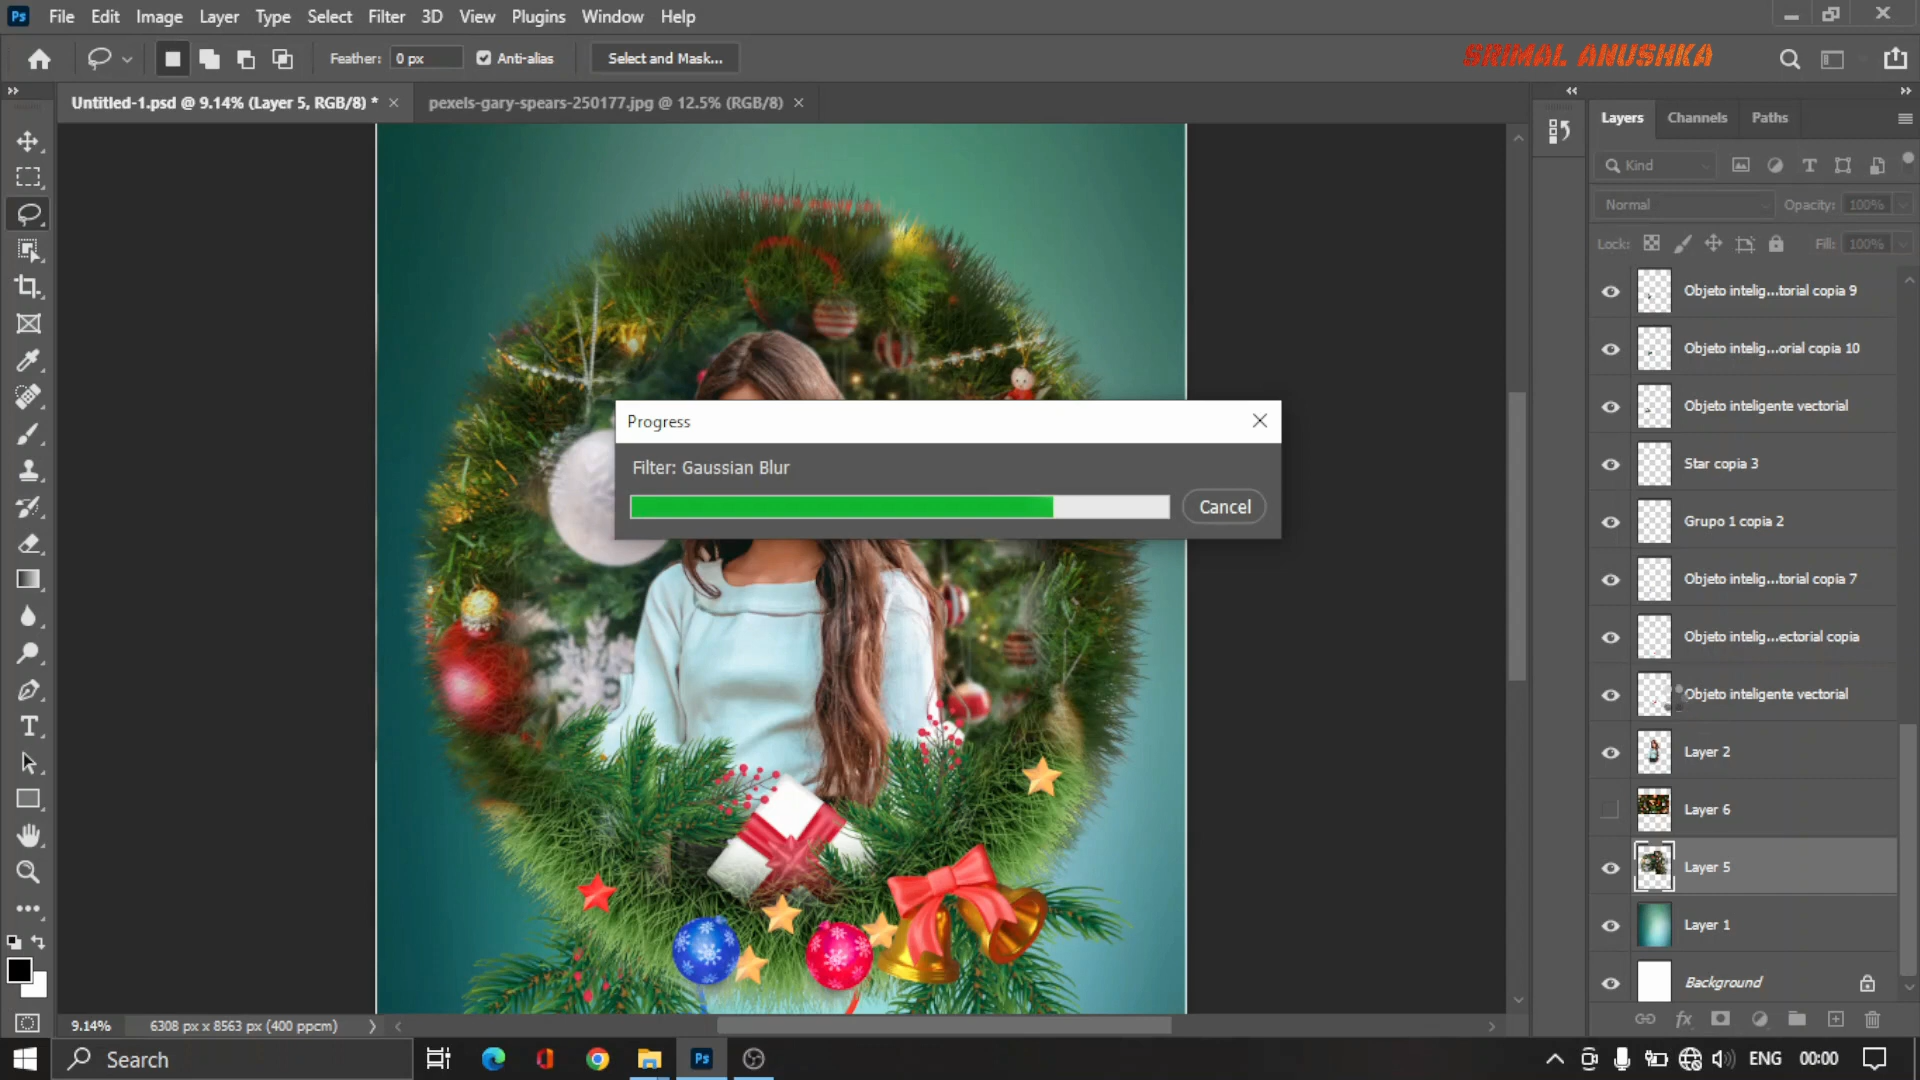 Ps File Edit Image Layer Type Select Filter 3D View Plugins Window Help
Feather: 0 px Anti-alias Select and Mask...
SRIMAL ANUSHKA
Untitled-1.psd @ 9.14% (Layer 5, RGB/8) * ×
pexels-gary-spears-250177.jpg @ 12.5% (RGB/8) ×
Layers Channels Paths
Kind
Normal Opacity: 100%
Lock: Fill: 100%
Objeto intelig...torial copia 9
Objeto intelig...orial copia 10
Objeto inteligente vectorial
Star copia 3
Grupo 1 copia 2
Objeto intelig...torial copia 7
Objeto intelig...ectorial copia
Objeto inteligente vectorial
Layer 2
Layer 6
Layer 5
Layer 1
Background
Progress
Filter: Gaussian Blur
Cancel
9.14% 6308 px x 8563 px (400 ppcm)
Search
Ps
ENG 00:00